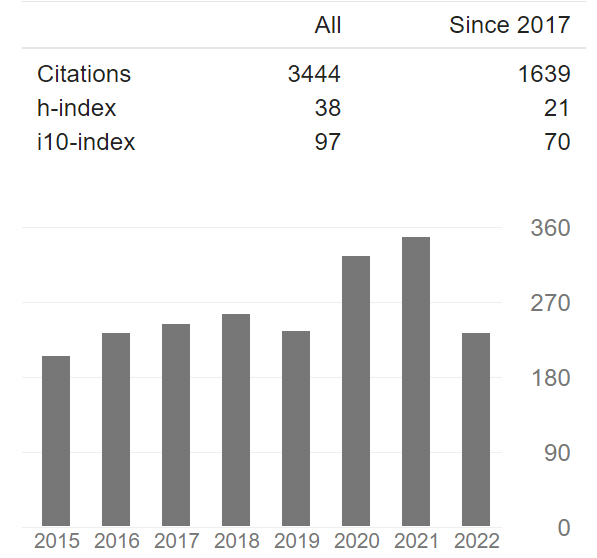 All Since 2017
Citations 3444 1639
h-index 38 21
i10-index 97 70
360
270
180
90
0
2015 2016 2017 2018 2019 2020 2021 2022